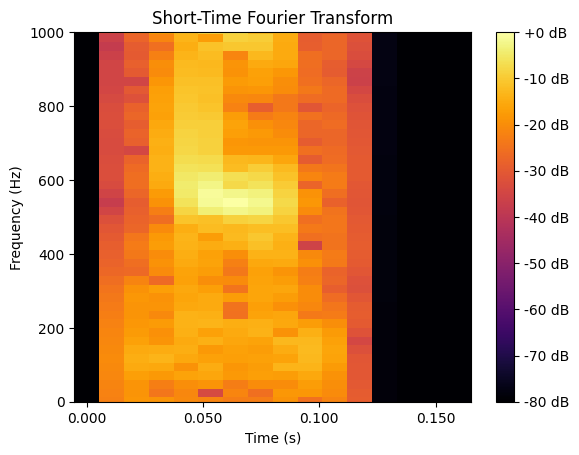 Short-Time Fourier Transform
1000
800
600
400
200
0
Frequency (Hz)
0.000
0.050
0.100
0.150
Time (s)
+0 dB
-10 dB
-20 dB
-30 dB
-40 dB
-50 dB
-60 dB
-70 dB
-80 dB